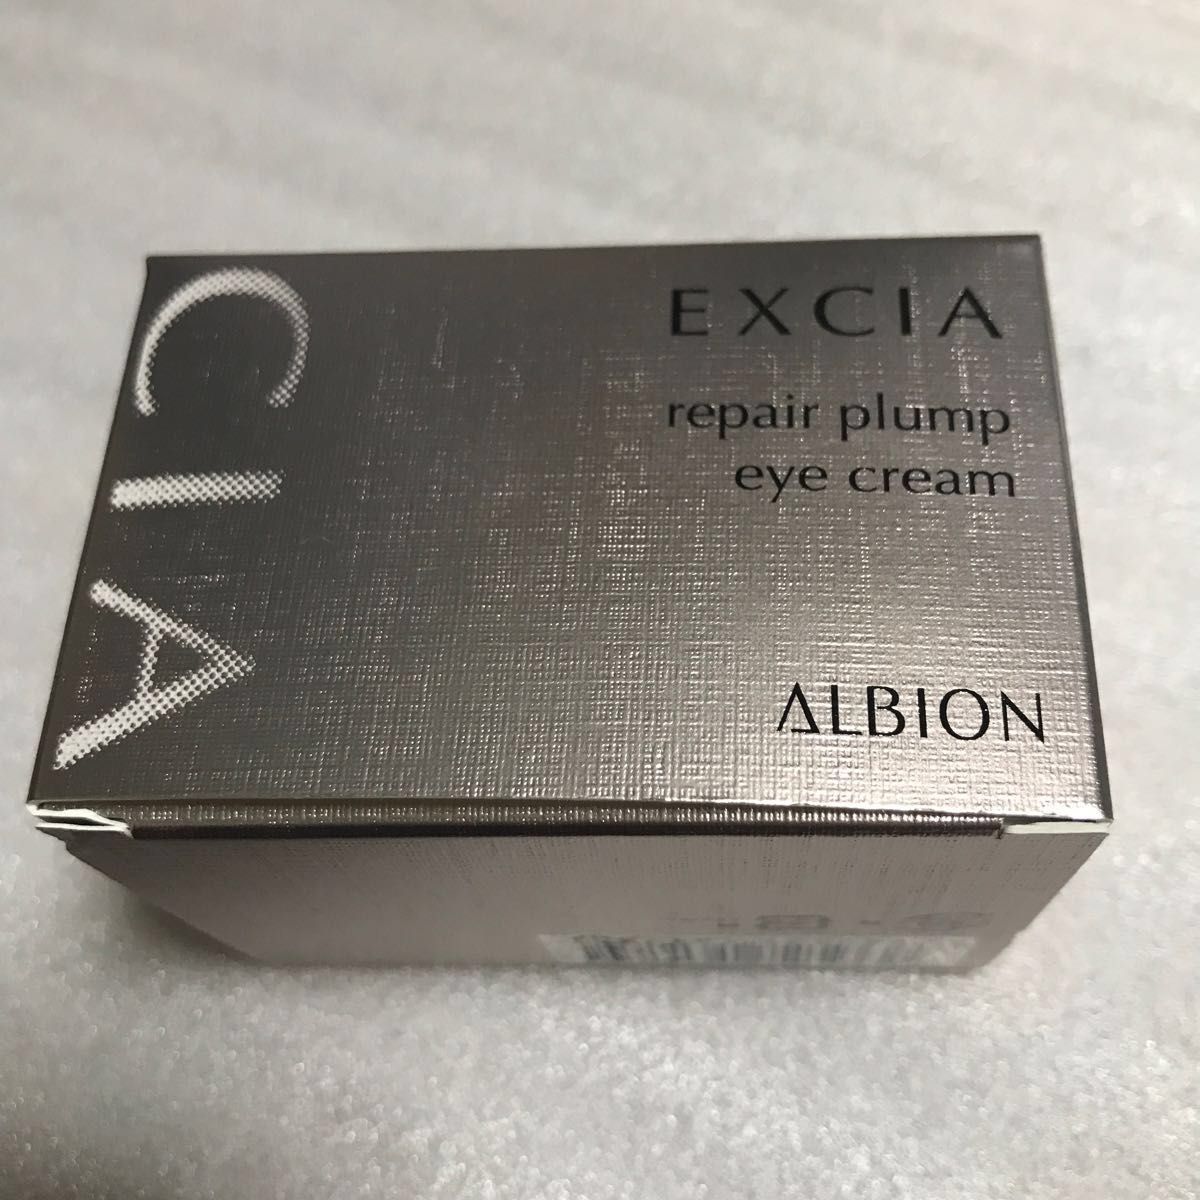 CIA
EXCIA
repair plump
eye cream
ALBION